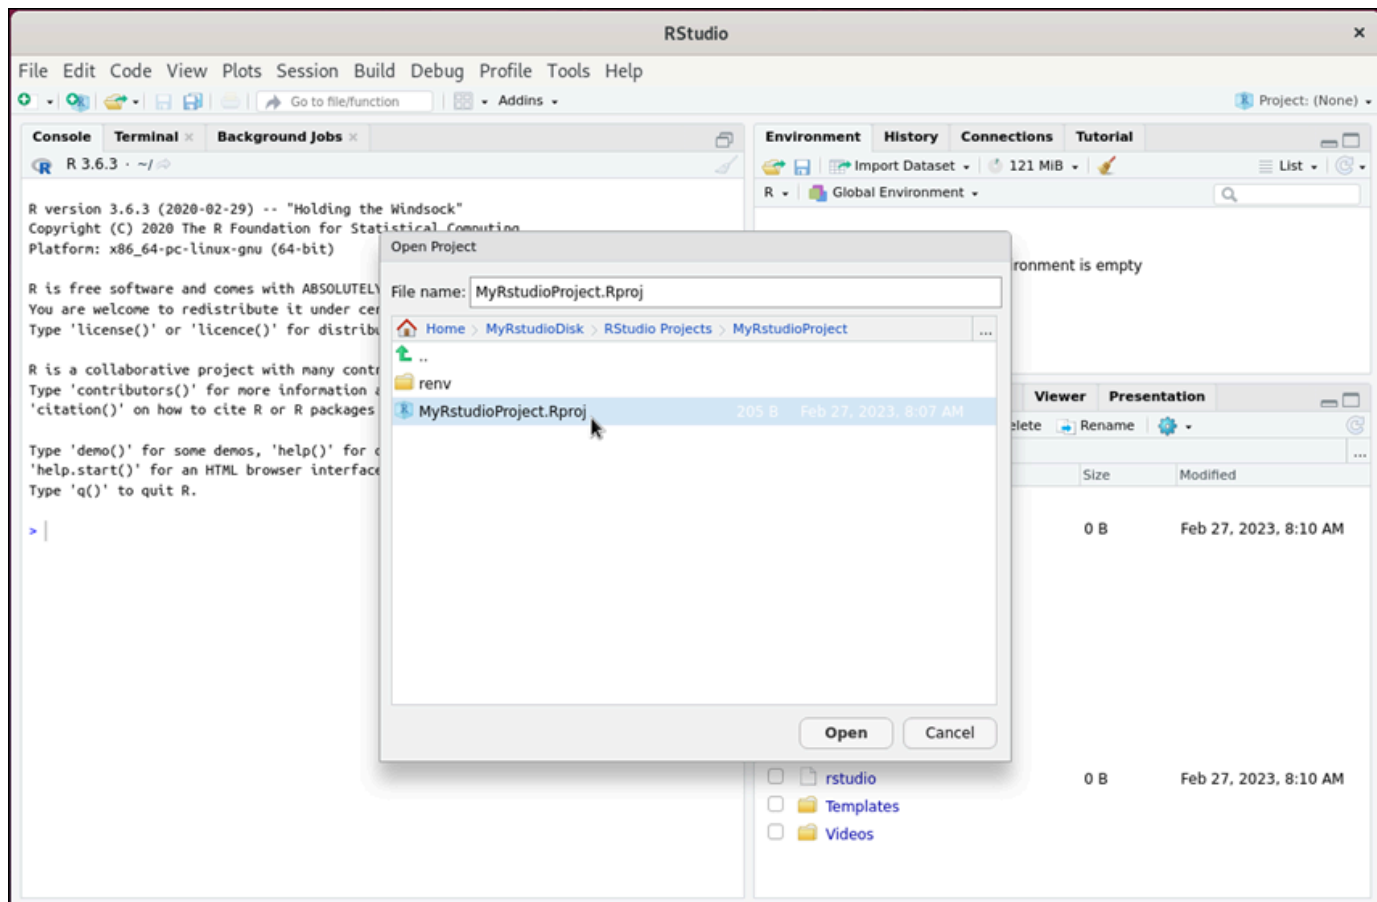 RStudio
File Edit Code View Plots Session Build Debug Profile Tools Help
Go to file/function Addins Project: (None)
Console Terminal Background Jobs
R 3.6.3 · ~/
R version 3.6.3 (2020-02-29) -- "Holding the Windsock"
Copyright (C) 2020 The R Foundation for Statistical Computing
Platform: x86_64-pc-linux-gnu (64-bit)
R is free software and comes with ABSOLUTELY
You are welcome to redistribute it under
Type 'license()' or 'licence()' for
R is a collaborative project with many
Type 'contributors()' for more information
'citation()' on how to cite R or R packages
Type 'demo()' for some demos, 'help()' for
'help.start()' for an HTML browser interface
Type 'q()' to quit R.
>
Environment History Connections Tutorial
Import Dataset 121 MiB List
R Global Environment
is empty
Open Project
File name: MyRstudioProject.Rproj
Home > MyRstudioDisk > RStudio Projects > MyRstudioProject ...
..
renv
MyRstudioProject.Rproj 205 B Feb 27, 2023, 8:07 AM
Open Cancel
Viewer Presentation
Rename
...
Size Modified
0 B Feb 27, 2023, 8:10 AM
rstudio 0 B Feb 27, 2023, 8:10 AM
Templates
Videos